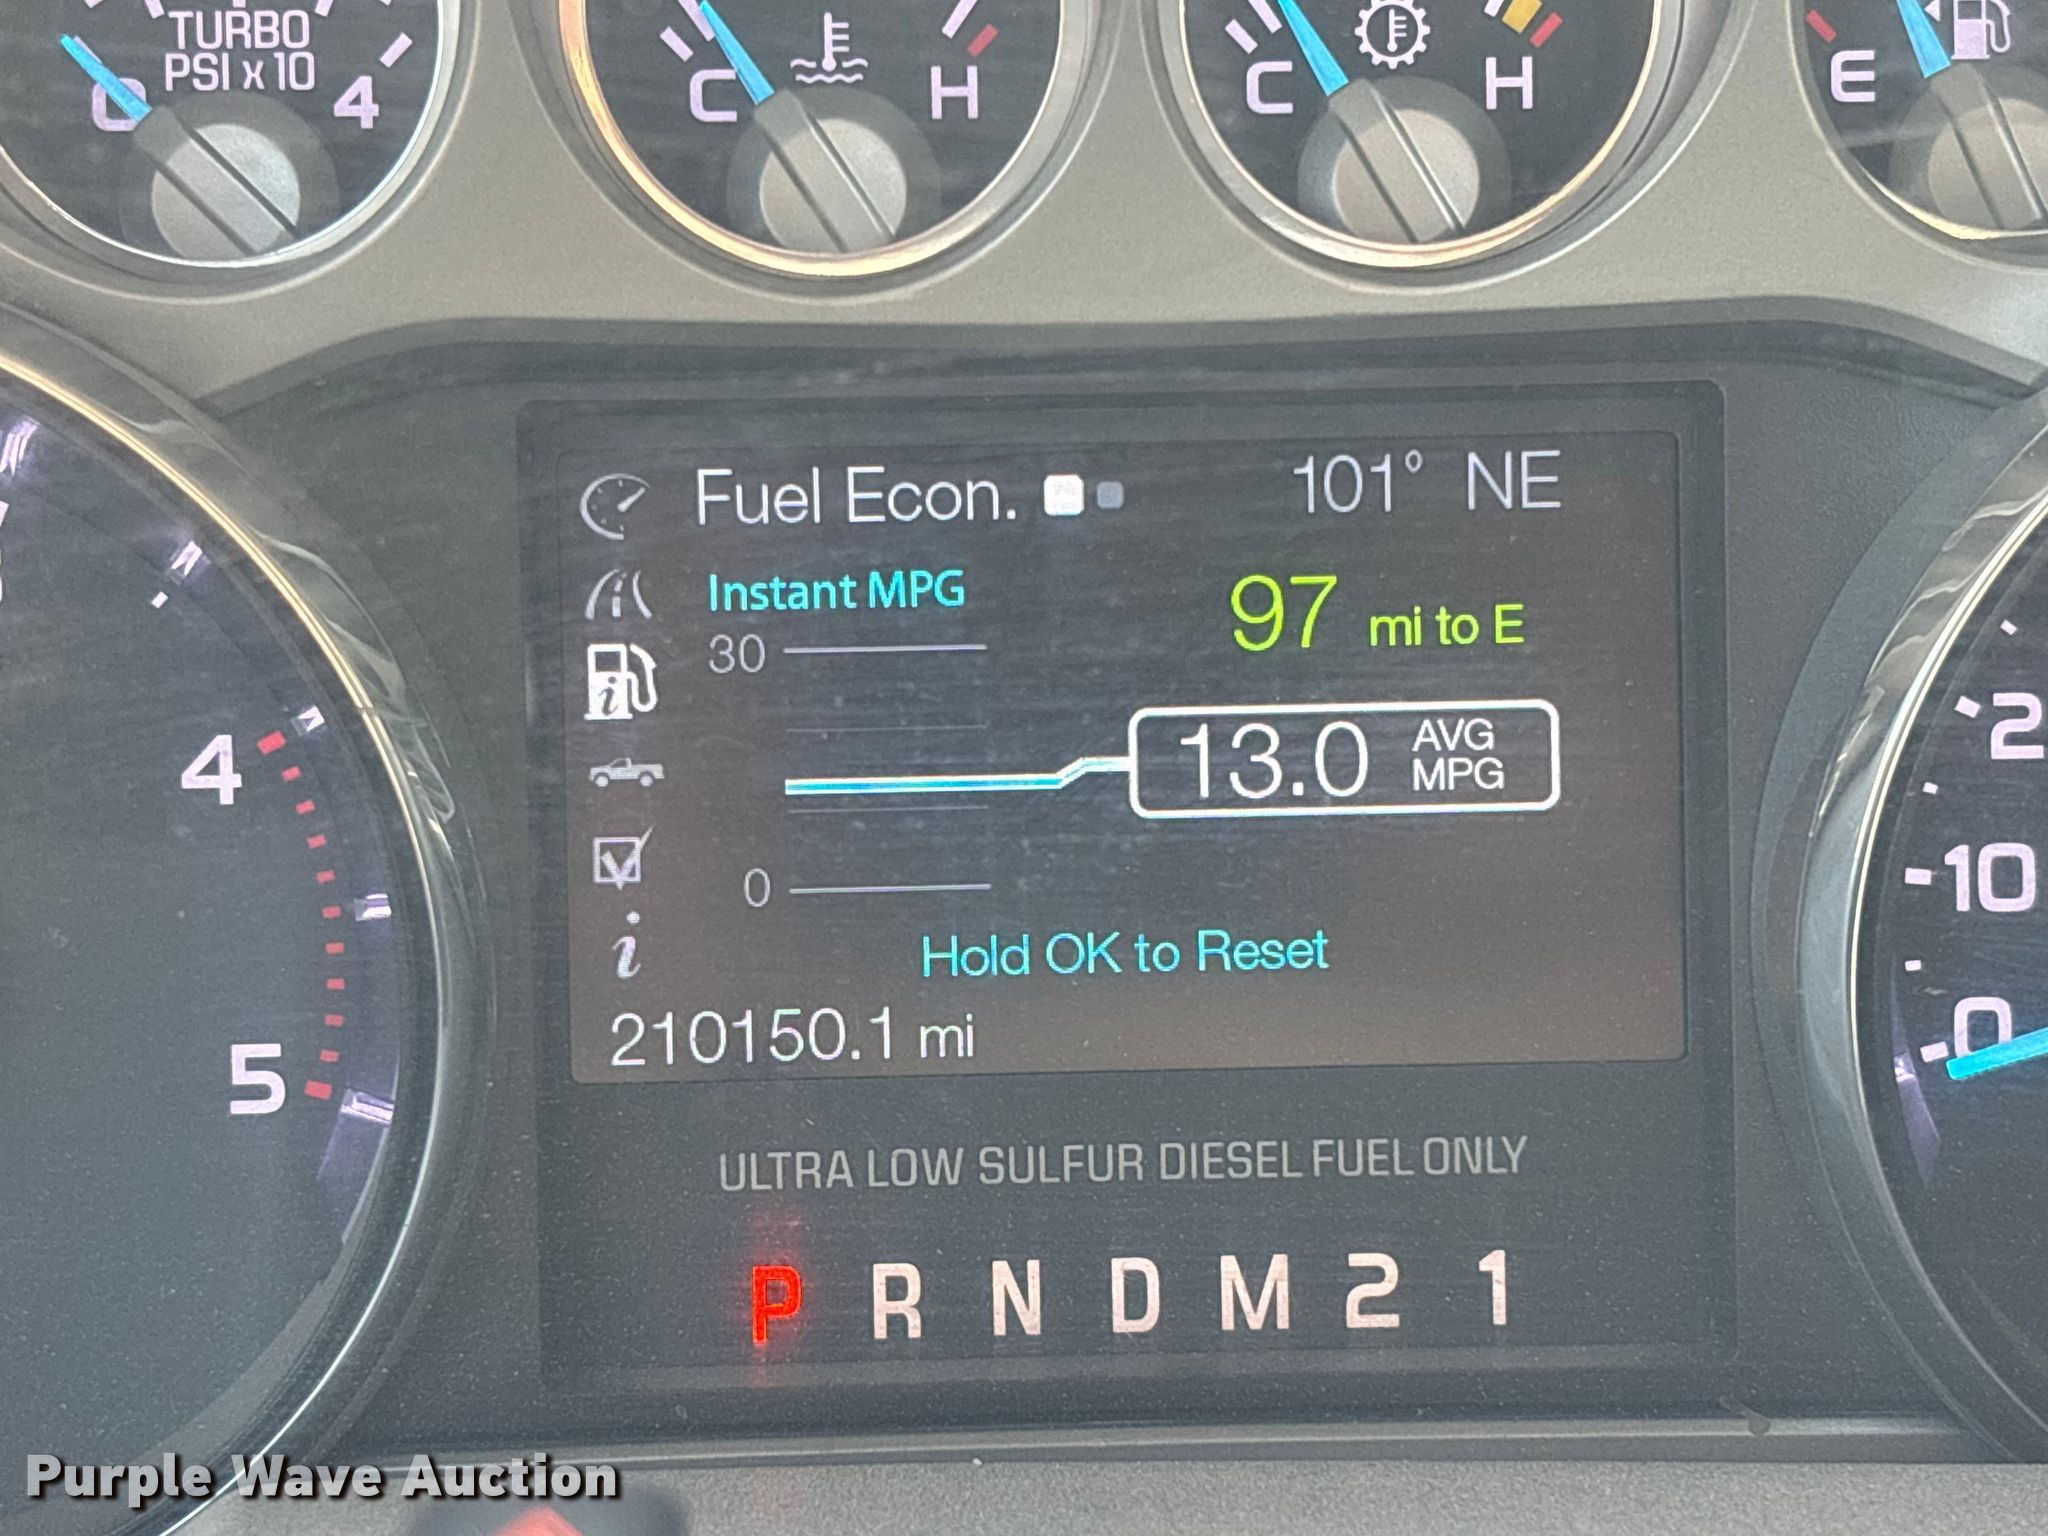 TURBO
PSI x 10
0
4
C
H
C
H
E
Fuel Econ.
101° NE
Instant MPG
97 mi to E
30
13.0 AVG
MPG
0
Hold OK to Reset
210150.1 mi
4
5
2
10
0
ULTRA LOW SULFUR DIESEL FUEL ONLY
P R N D M 2 1
Purple Wave Auction